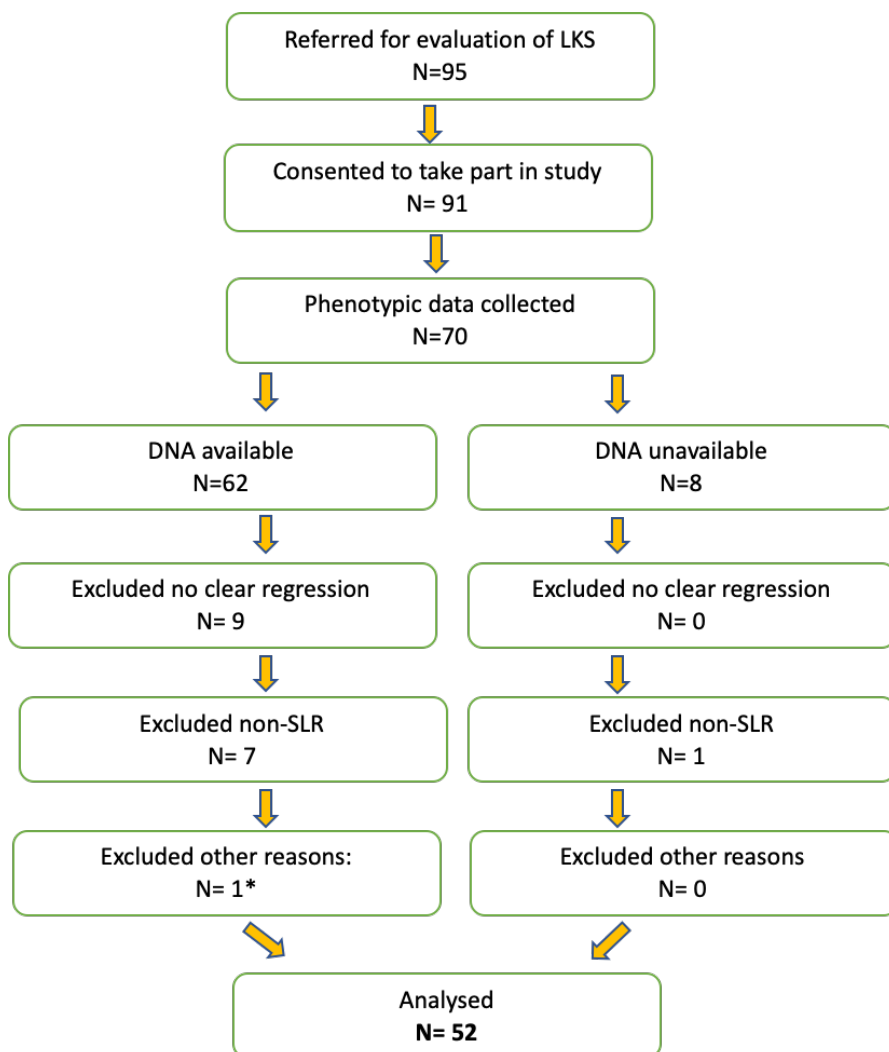 Referred for evaluation of LKS
N=95
Consented to take part in study
N= 91
Phenotypic data collected
N=70
DNA available
N=62
DNA unavailable
N=8
Excluded no clear regression
N= 9
Excluded no clear regression
N= 0
Excluded non-SLR
N= 7
Excluded non-SLR
N= 1
Excluded other reasons:
N= 1*
Excluded other reasons
N= 0
Analysed
N= 52